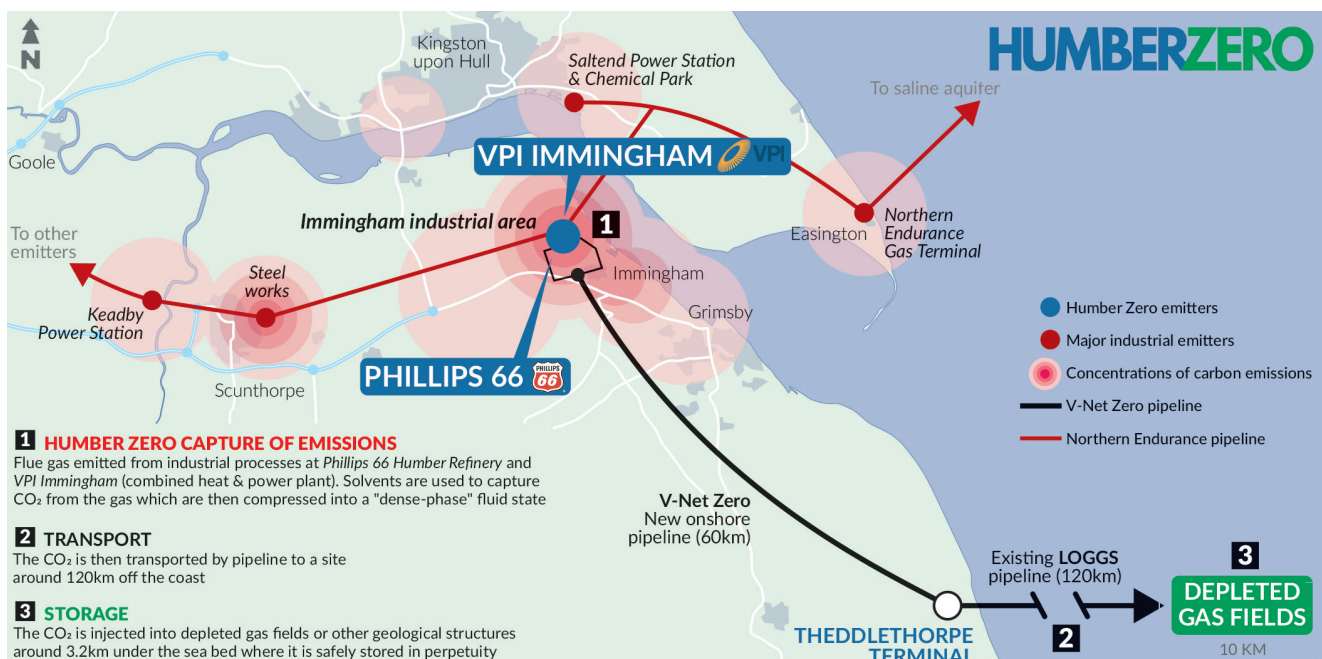 N
HUMBERZERO
Kingston
upon Hull
Saltend Power Station
& Chemical Park
To saline aquiter
Goole
VPI IMMINGHAM VPI
Immingham industrial area
1
To other
emitters
Easington
Northern
Endurance
Gas Terminal
Steel
works
Immingham
Keadby
Power Station
Grimsby
Scunthorpe
PHILLIPS 66
PHILLIPS
66
Humber Zero emitters
Major industrial emitters
Concentrations of carbon emissions
V-Net Zero pipeline
Northern Endurance pipeline
1 HUMBER ZERO CAPTURE OF EMISSIONS
Flue gas emitted from industrial processes at Phillips 66 Humber Refinery and
VPI Immingham (combined heat & power plant). Solvents are used to capture
CO₂ from the gas which are then compressed into a "dense-phase" fluid state
2 TRANSPORT
The CO₂ is then transported by pipeline to a site
around 120km off the coast
3 STORAGE
The CO₂ is injected into depleted gas fields or other geological structures
around 3.2km under the sea bed where it is safely stored in perpetuity
V-Net Zero
New onshore
pipeline (60km)
Existing LOGGS
pipeline (120km)
2
3
DEPLETED
GAS FIELDS
10 KM
THEDDLETHORPE
TERMINAL